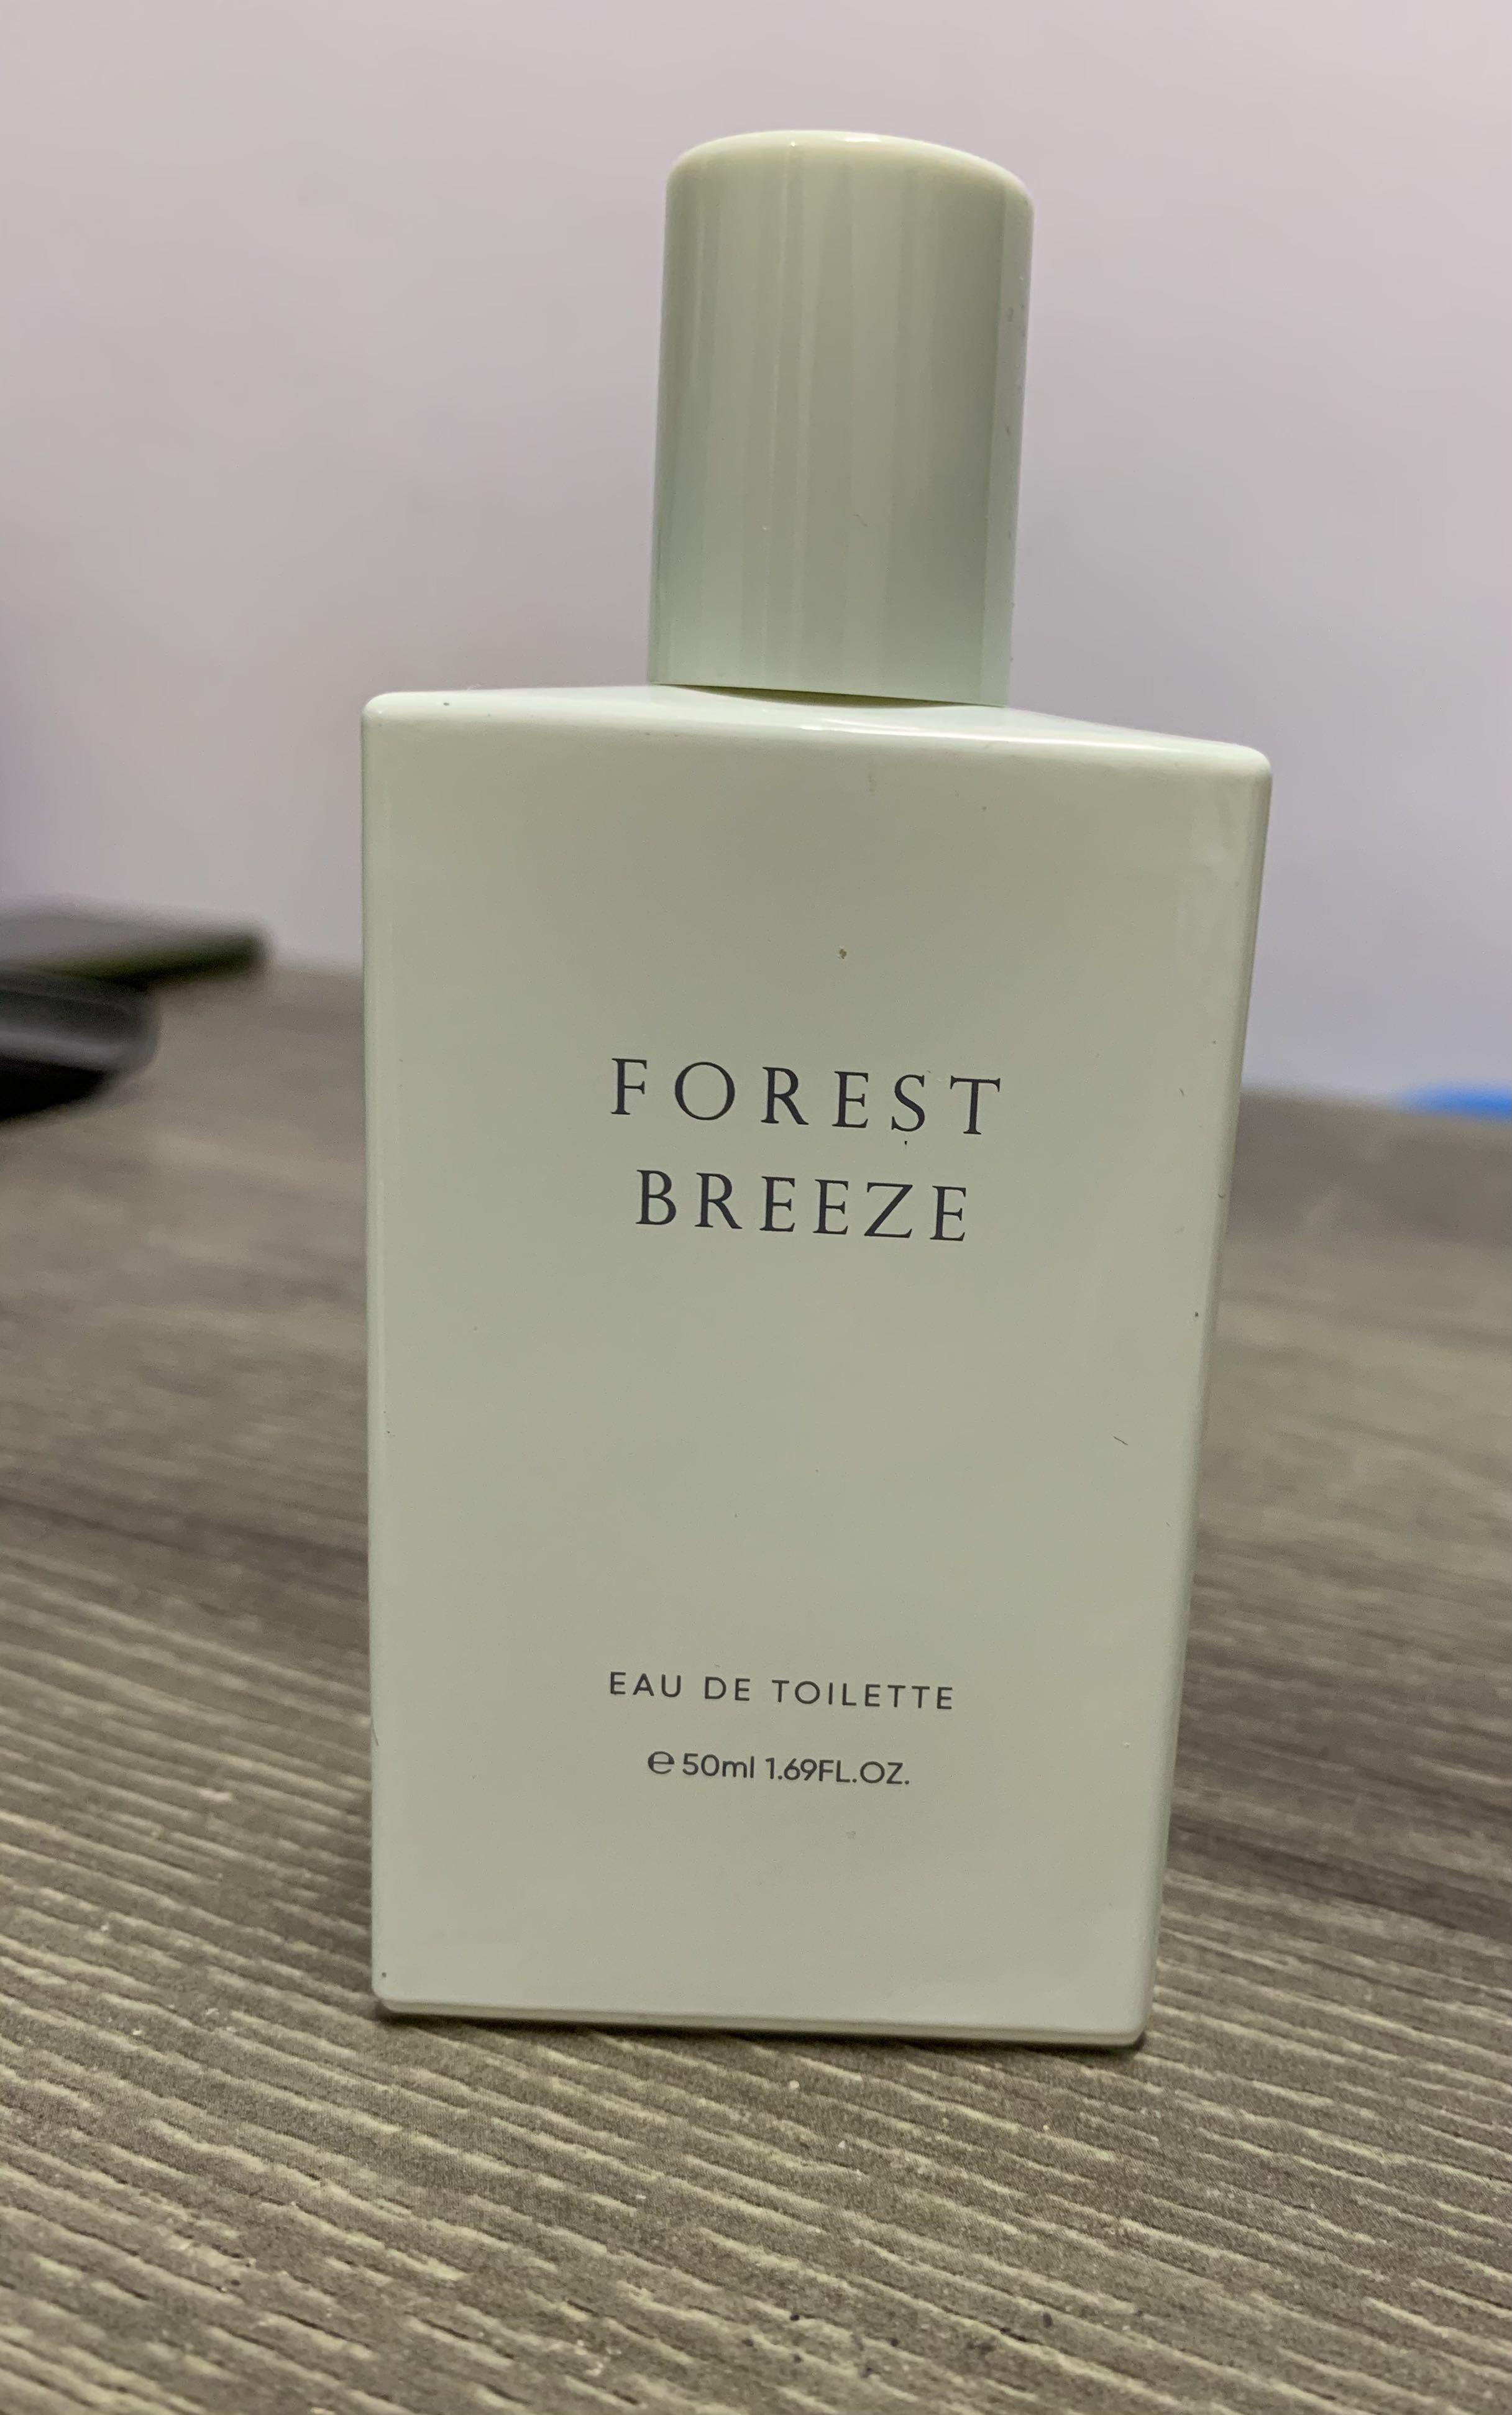 FOREST
BREEZE
EAU DE TOILETTE
℮50ml 1.69FL.OZ.